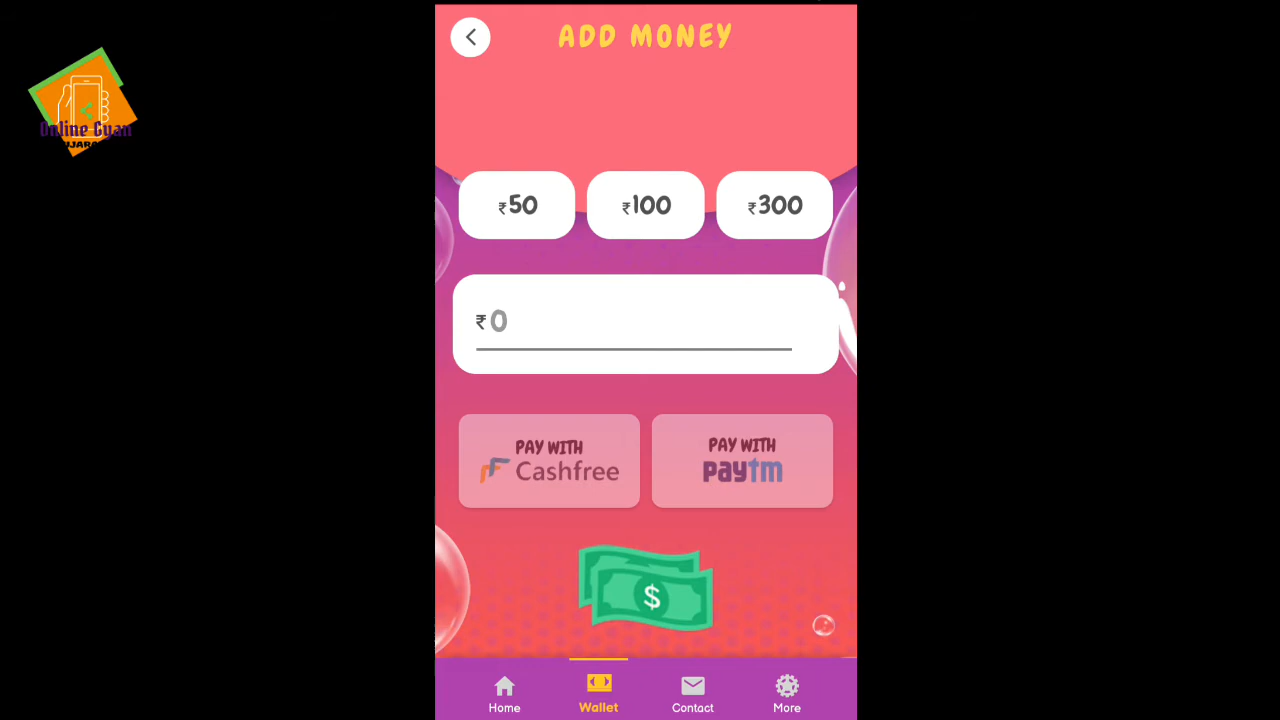 ADD MONEY
Online Gyan
₹50
₹100
₹300
₹0
PAY WITH
Cashfree
PAY WITH
paytm
$
Home
Wallet
Contact
More